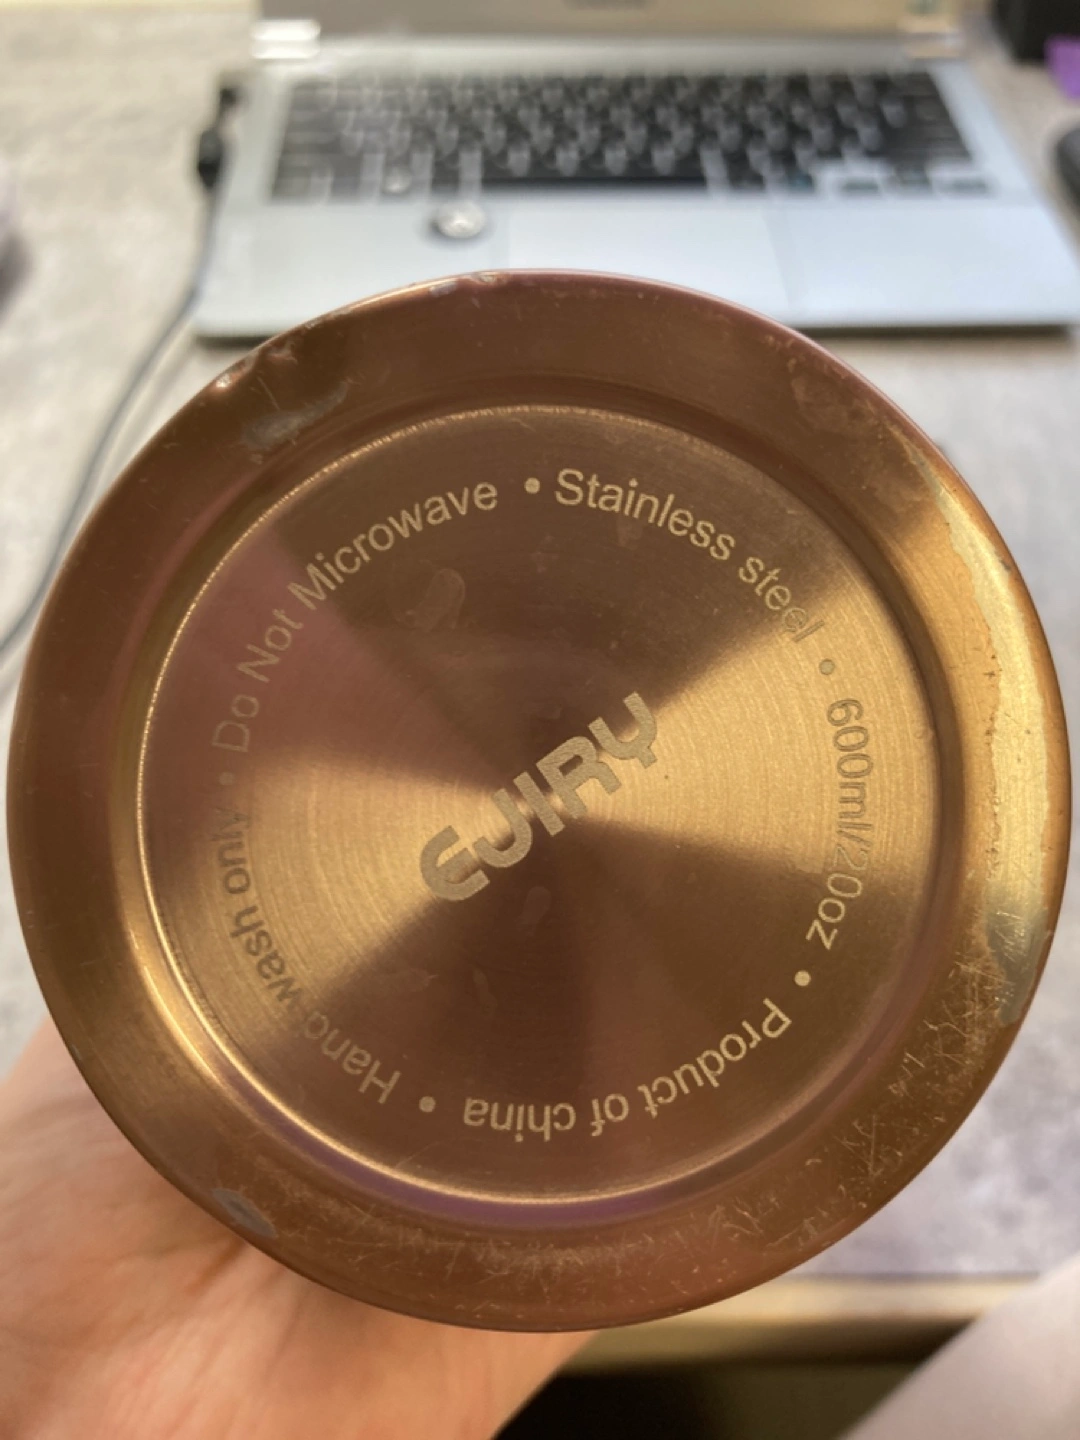 EJIRY
• Stainless steel • 600ml/20oz • Product of china • Hand wash only • Do Not Microwave